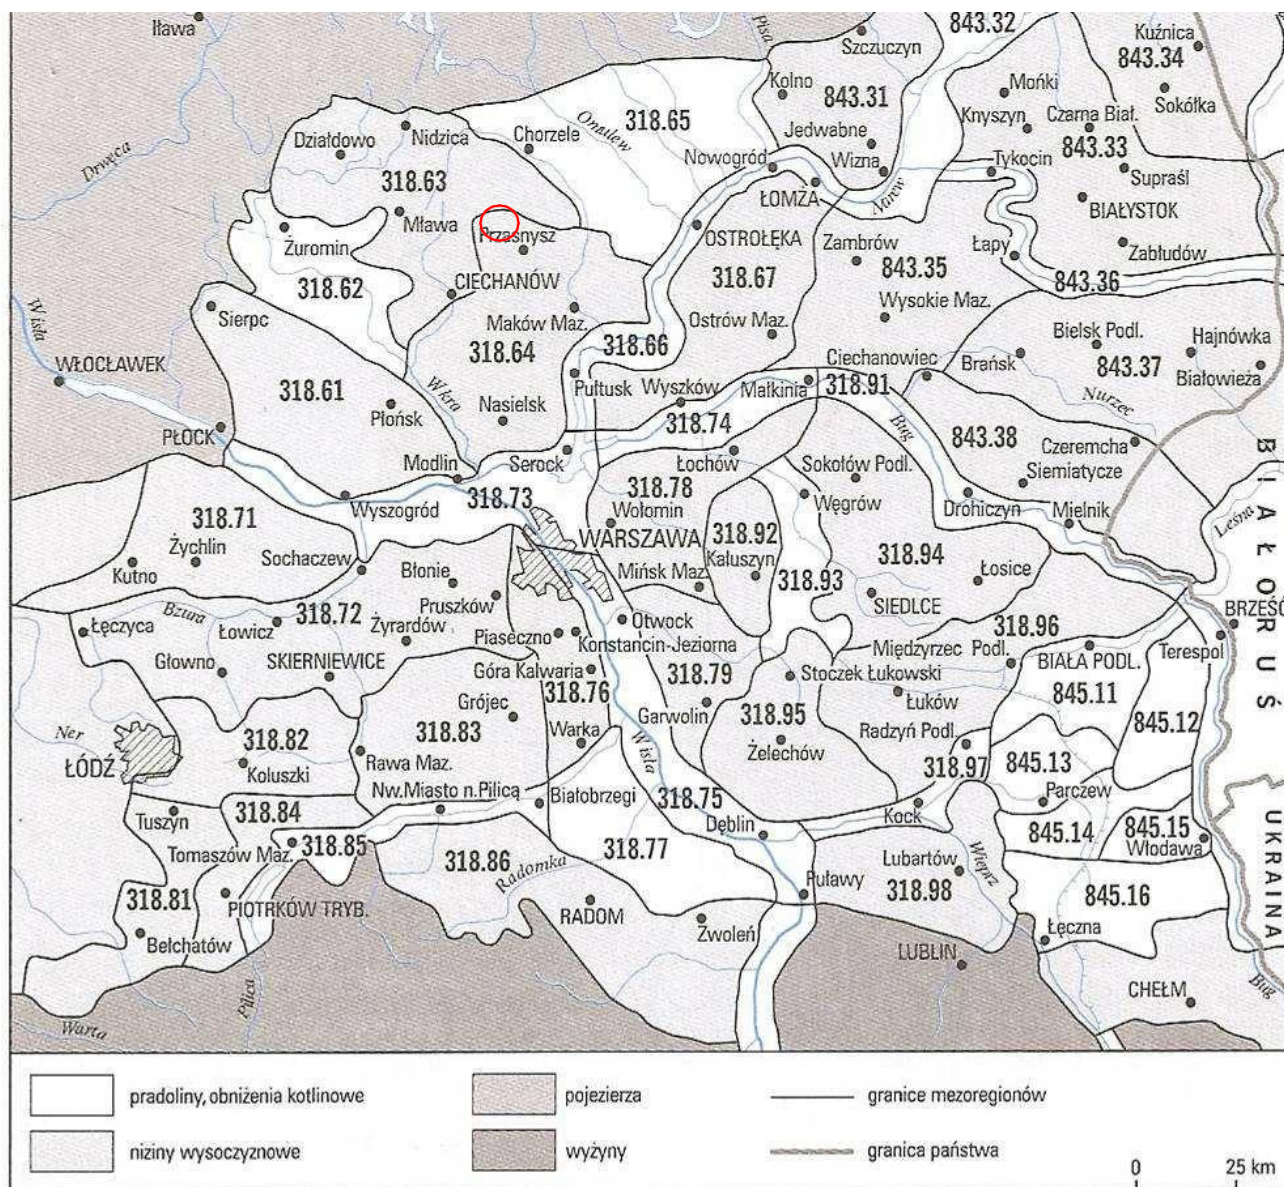 Iława
Pisa
Szczuczyn
843.32
Kuźnica
843.34
Kolno
843.31
Mońki
Sokółka
Drwęca
Działdowo
Nidzica
Chorzele
Omulew
318.65
Jedwabne
Knyszyn
Czarna Biał.
843.33
Nowogród
Wizna
Tykocin
Supraśl
318.63
ŁOMŻA
Narew
BIAŁYSTOK
Żuromin
Mława
Przasnysz
OSTROŁĘKA
Zambrów
843.35
Łapy
Zabłudów
318.62
CIECHANÓW
318.67
843.36
Wisła
Sierpc
Maków Maz.
Ostrów Maz.
Wysokie Maz.
Bielsk Podl.
Hajnówka
318.64
318.66
Ciechanowiec
Brańsk
843.37
WŁOCŁAWEK
318.61
Wkra
Pułtusk
Wyszków
Małkinia
318.91
Białowieża
Płońsk
Nasielsk
318.74
Bug
Nurzec
PŁOCK
843.38
Czeremcha
Modlin
Serock
Łochów
Sokołów Podl.
Siemiatycze
318.73
318.78
Węgrów
Wyszogród
Wołomin
Drohiczyn
Mielnik
Leśna
318.71
Żychlin
Sochaczew
WARSZAWA
318.92
318.94
Kutno
Błonie
Kałuszyn
318.93
Łosice
Mińsk Maz.
BIAŁORUŚ
Bzura
318.72
Pruszków
Otwock
SIEDLCE
BRZEŚĆ
Łęczyca
Łowicz
Żyrardów
Piaseczno
Konstancin-Jeziorna
318.96
Terespol
Głowno
SKIERNIEWICE
Góra Kalwaria
Międzyrzec Podl.
BIAŁA PODL.
318.76
318.79
Stoczek Łukowski
Łuków
845.11
Grójec
Garwolin
318.95
845.12
Ner
318.82
318.83
Warka
Wisła
Żelechów
Radzyń Podl.
ŁÓDŹ
Koluszki
Rawa Maz.
318.97
845.13
Nw. Miasto n. Pilicą
Białobrzegi
318.75
Parczew
Tuszyn
318.84
Dęblin
Kock
845.14
845.15
Tomaszów Maz.
318.85
318.86
Radomka
318.77
Lubartów
Wieprz
Włodawa
UKRAINA
318.81
PIOTRKÓW TRYB.
Puławy
318.98
845.16
Bełchatów
RADOM
Zwoleń
Łęczna
LUBLIN
Bug
Pilica
CHEŁM
Warta
pradoliny, obniżenia kotlinowe
pojezierza
granice mezoregionów
niziny wysoczyznowe
wyżyny
granica państwa
0 25 km